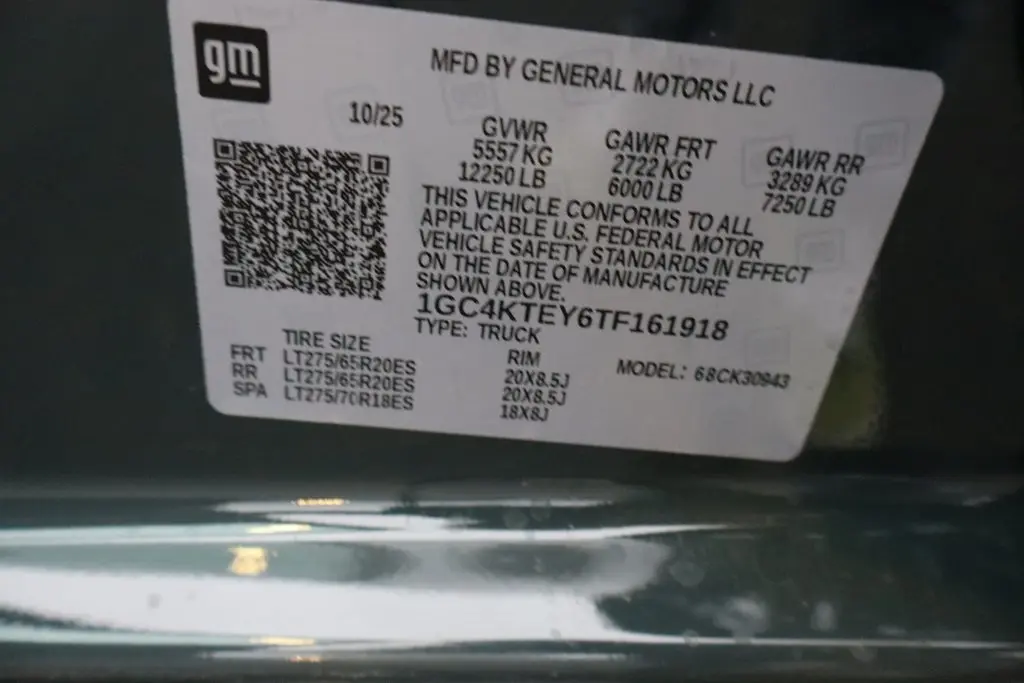 gm
MFD BY GENERAL MOTORS LLC
10/25
GVWR
5557 KG
12250 LB
GAWR FRT
2722 KG
6000 LB
GAWR RR
3289 KG
7250 LB
THIS VEHICLE CONFORMS TO ALL
APPLICABLE U.S. FEDERAL MOTOR
VEHICLE SAFETY STANDARDS IN EFFECT
ON THE DATE OF MANUFACTURE
SHOWN ABOVE.
1GC4KTEY6TF161918
TYPE: TRUCK
TIRE SIZE RIM
FRT LT275/65R20ES 20X8.5J
RR LT275/65R20ES 20X8.5J
SPA LT275/70R18ES 18X8J
MODEL: 68CK30943